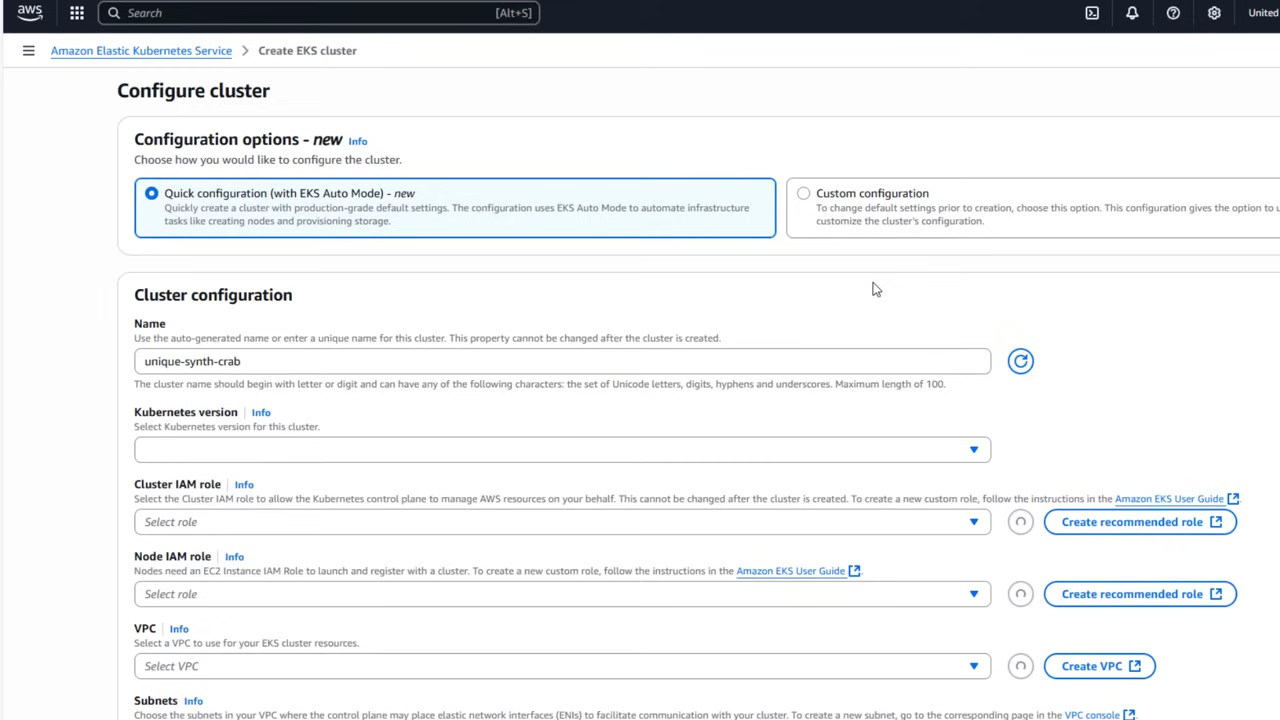 aws
Search
[Alt+S]
United
Amazon Elastic Kubernetes Service > Create EKS cluster
Configure cluster
Configuration options - new Info
Choose how you would like to configure the cluster.
Quick configuration (with EKS Auto Mode) - new
Quickly create a cluster with production-grade default settings. The configuration uses EKS Auto Mode to automate infrastructure
tasks like creating nodes and provisioning storage.
Custom configuration
To change default settings prior to creation, choose this option. This configuration gives the option to
customize the cluster's configuration.
Cluster configuration
Name
Use the auto-generated name or enter a unique name for this cluster. This property cannot be changed after the cluster is created.
unique-synth-crab
The cluster name should begin with letter or digit and can have any of the following characters: the set of Unicode letters, digits, hyphens and underscores. Maximum length of 100.
Kubernetes version Info
Select Kubernetes version for this cluster.
Cluster IAM role Info
Select the Cluster IAM role to allow the Kubernetes control plane to manage AWS resources on your behalf. This cannot be changed after the cluster is created. To create a new custom role, follow the instructions in the Amazon EKS User Guide.
Select role
Create recommended role
Node IAM role Info
Nodes need an EC2 Instance IAM Role to launch and register with a cluster. To create a new custom role, follow the instructions in the Amazon EKS User Guide.
Select role
Create recommended role
VPC Info
Select a VPC to use for your EKS cluster resources.
Select VPC
Create VPC
Subnets Info
Choose the subnets in your VPC where the control plane may place elastic network interfaces (ENIs) to facilitate communication with your cluster. To create a new subnet, go to the corresponding page in the VPC console.